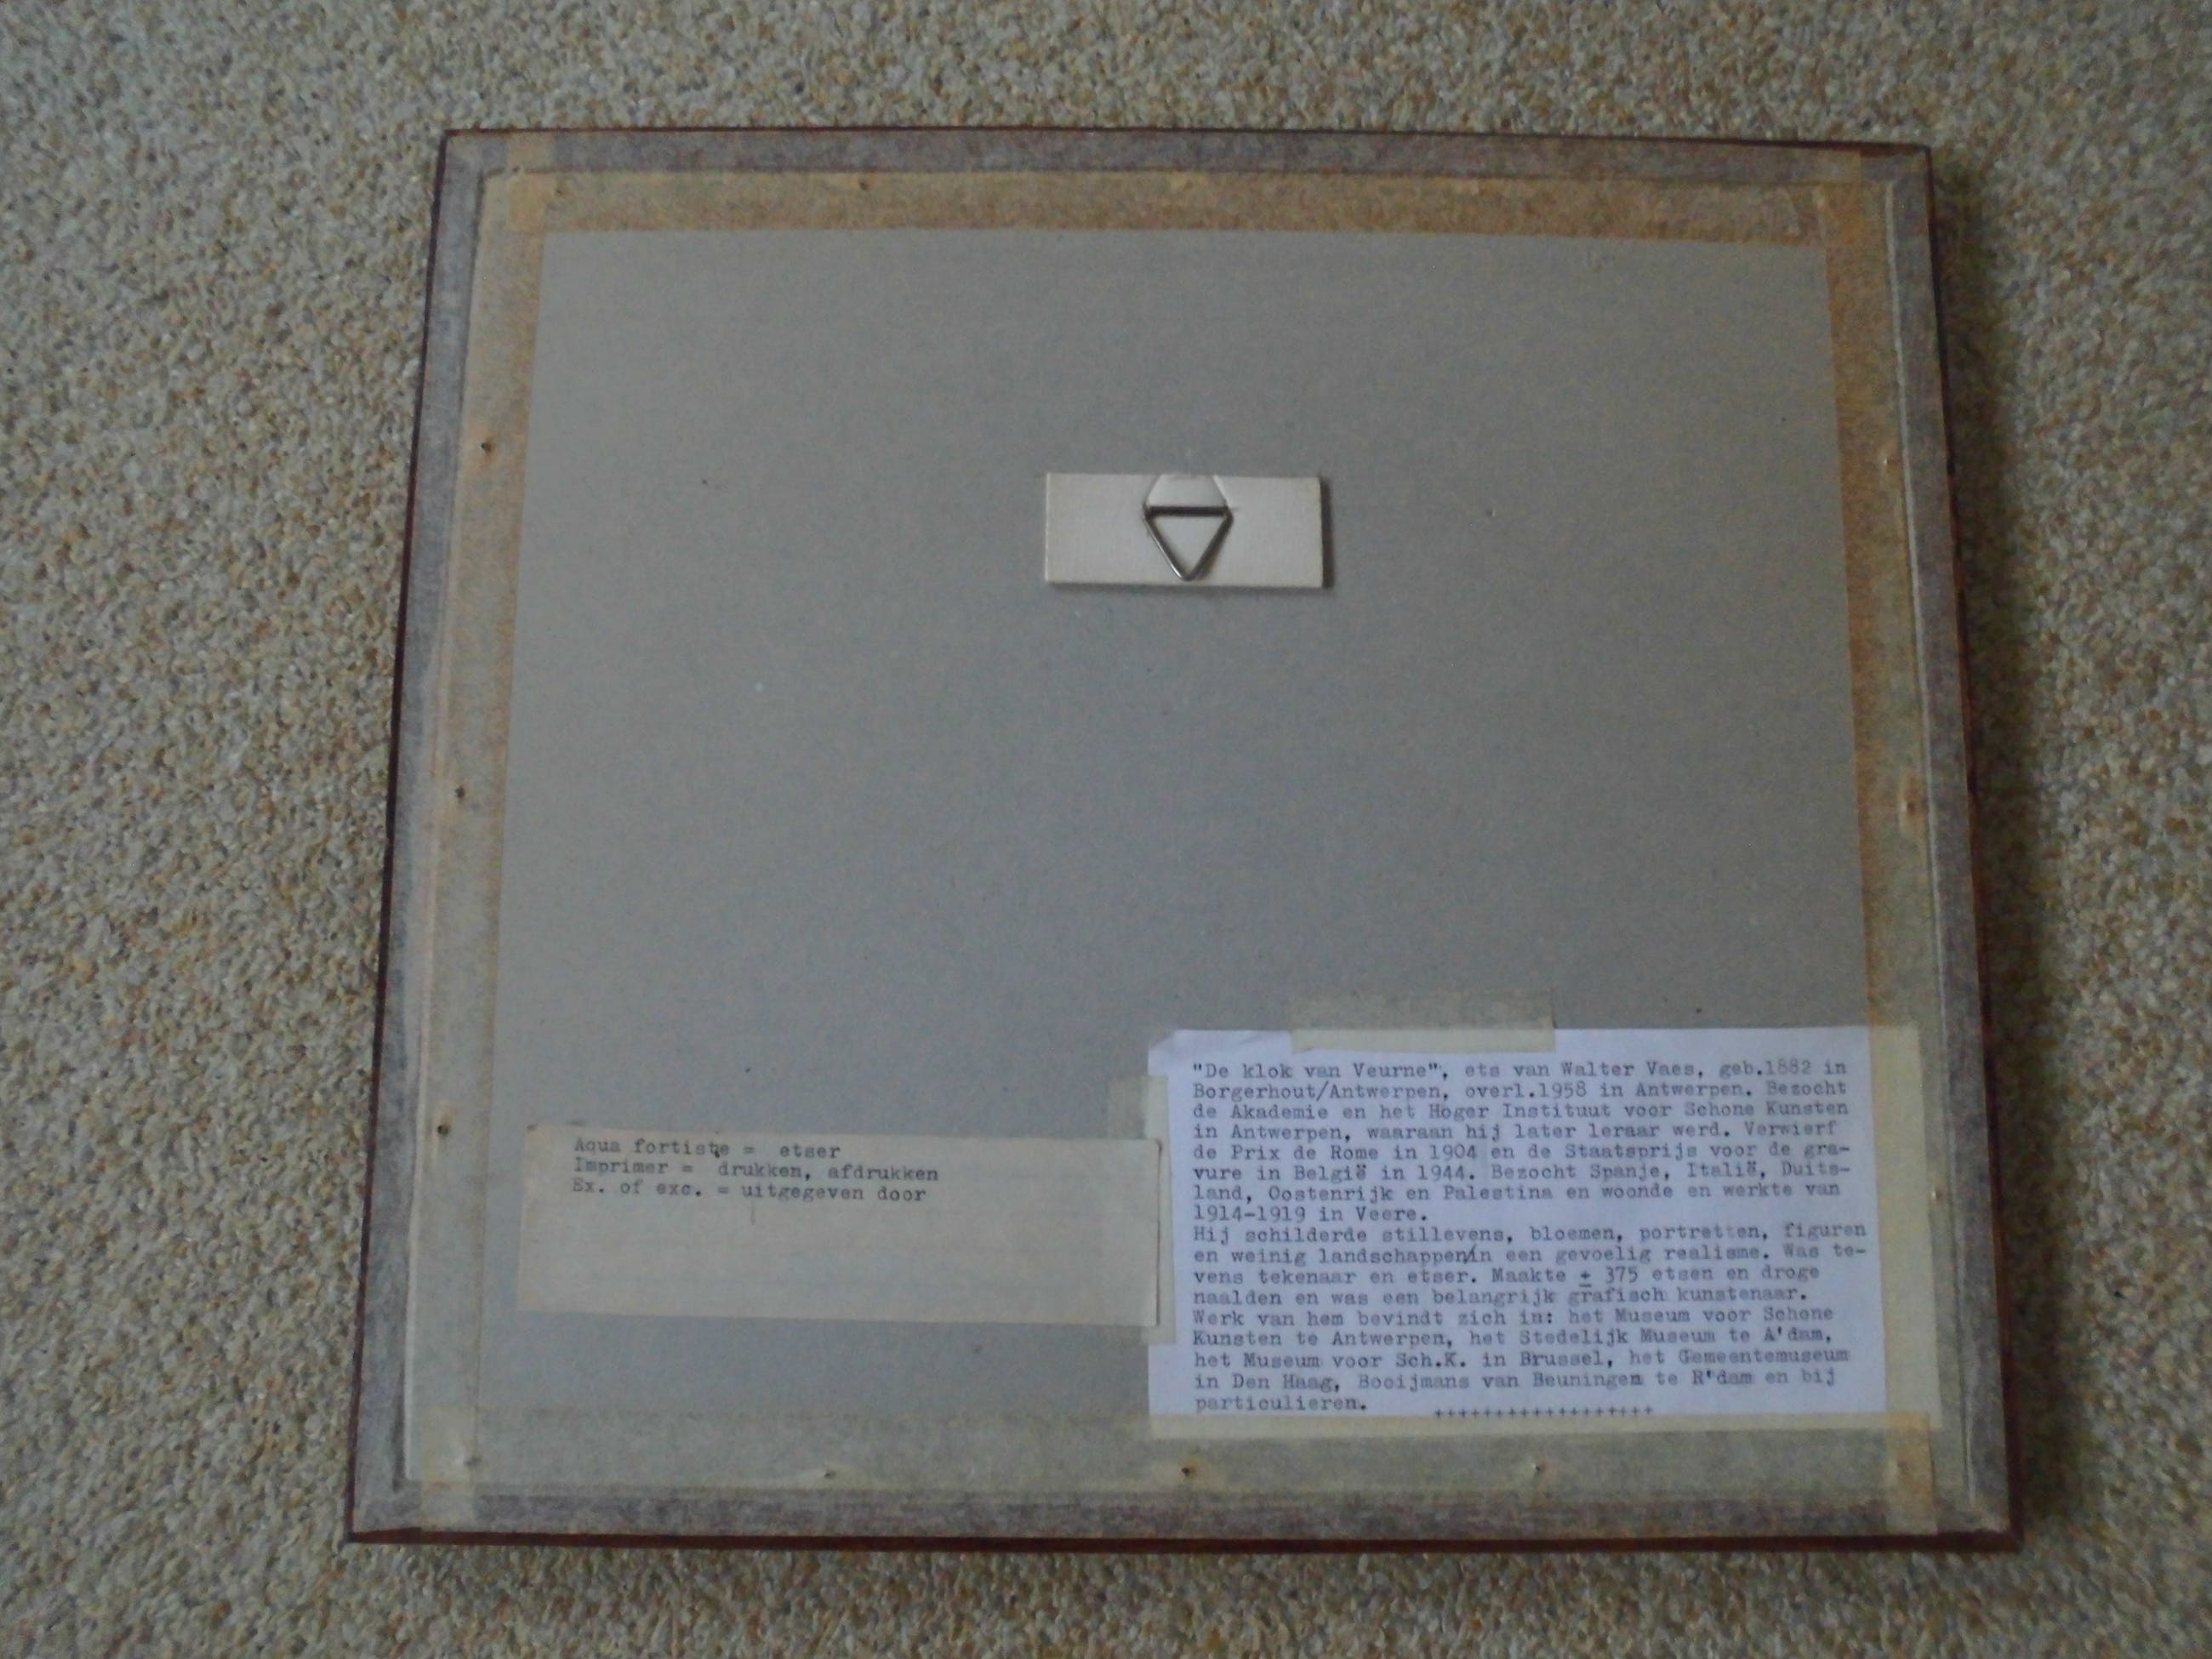 Aqua fortiste = etser
Imprimer = drukken, afdrukken
Ex. of exc. = uitgegeven door
"De klok van Veurne", ets van Walter Vaes, geb.1882 in
Borgerhout/Antwerpen, overl.1958 in Antwerpen. Bezocht
de Akademie en het Hoger Instituut voor Schone Kunsten
in Antwerpen, waaraan hij later leraar werd. Verwierf
de Prix de Rome in 1904 en de Staatsprijs voor de gra-
vure in België in 1944. Bezocht Spanje, Italië, Duits-
land, Oostenrijk en Palestina en woonde en werkte van
1914-1919 in Veere.
Hij schilderde stillevens, bloemen, portretten, figuren
en weinig landschappen/in een gevoelig realisme. Was te-
vens tekenaar en etser. Maakte ± 375 etsen en droge
naalden en was een belangrijk grafisch kunstenaar.
Werk van hem bevindt zich in: het Museum voor Schone
Kunsten te Antwerpen, het Stedelijk Museum te A'dam,
het Museum voor Sch.K. in Brussel, het Gemeentemuseum
in Den Haag, Booijmans van Beuningen te R'dam en bij
particulieren. ++++++++++++++++++